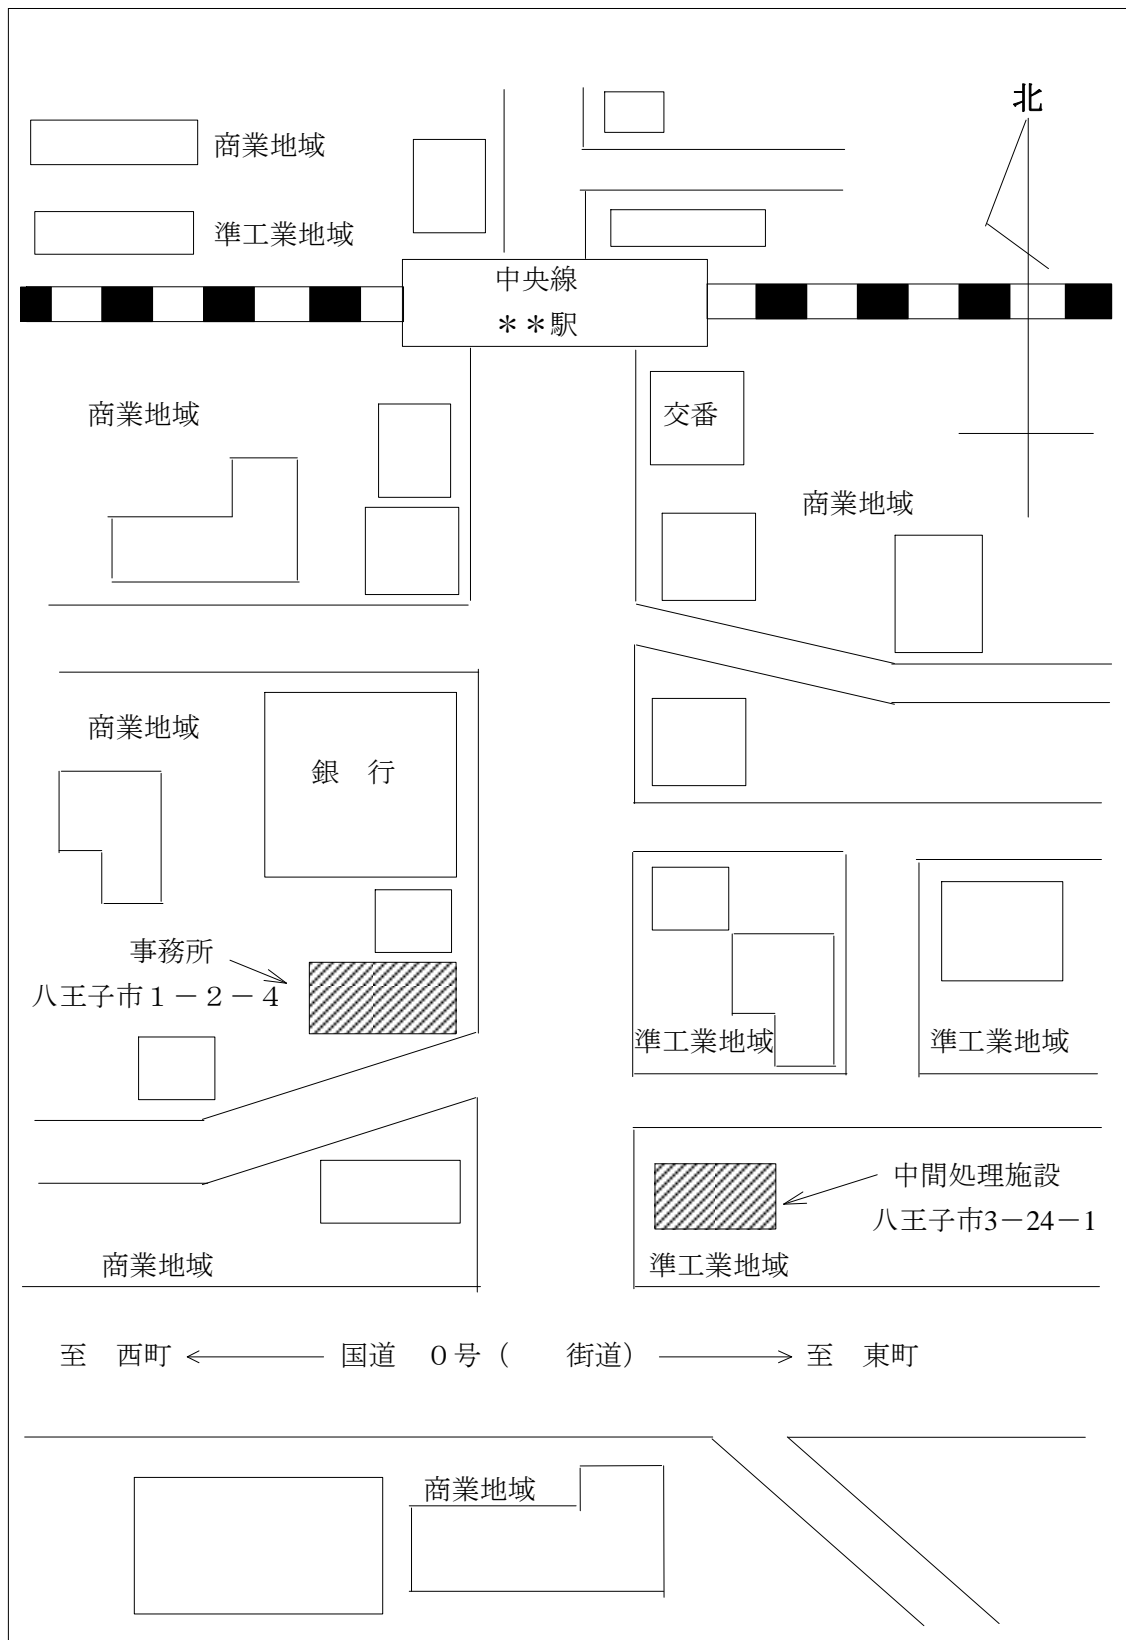 北
商業地域
準工業地域
中央線
＊＊駅
商業地域
交番
商業地域
商業地域
銀　行
事務所
八王子市１－２－４
準工業地域
準工業地域
中間処理施設
八王子市3－24－1
商業地域
準工業地域
至　西町
国道　０号（　　街道）
至　東町
商業地域